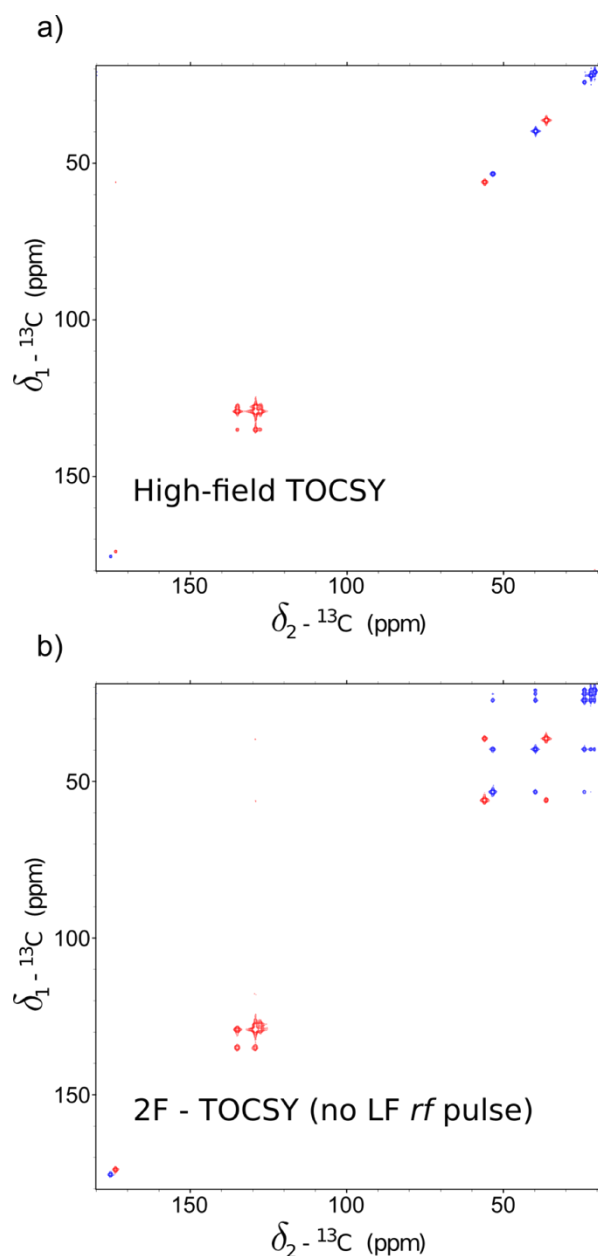 a)
50
100
150
δ1 - 13C (ppm)
High-field TOCSY
150 100 50
δ2 - 13C (ppm)
b)
50
100
150
δ1 - 13C (ppm)
2F - TOCSY (no LF rf pulse)
150 100 50
δ2 - 13C (ppm)